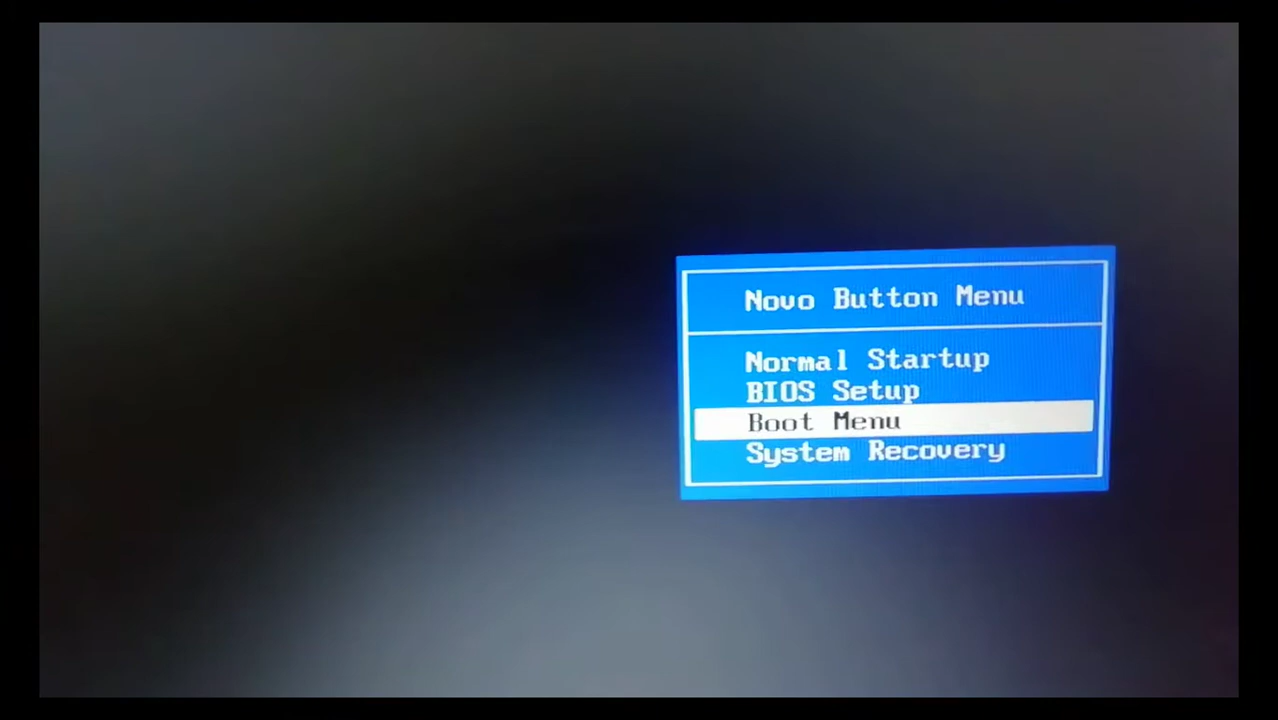 Novo Button Menu
Normal Startup
BIOS Setup
Boot Menu
System Recovery